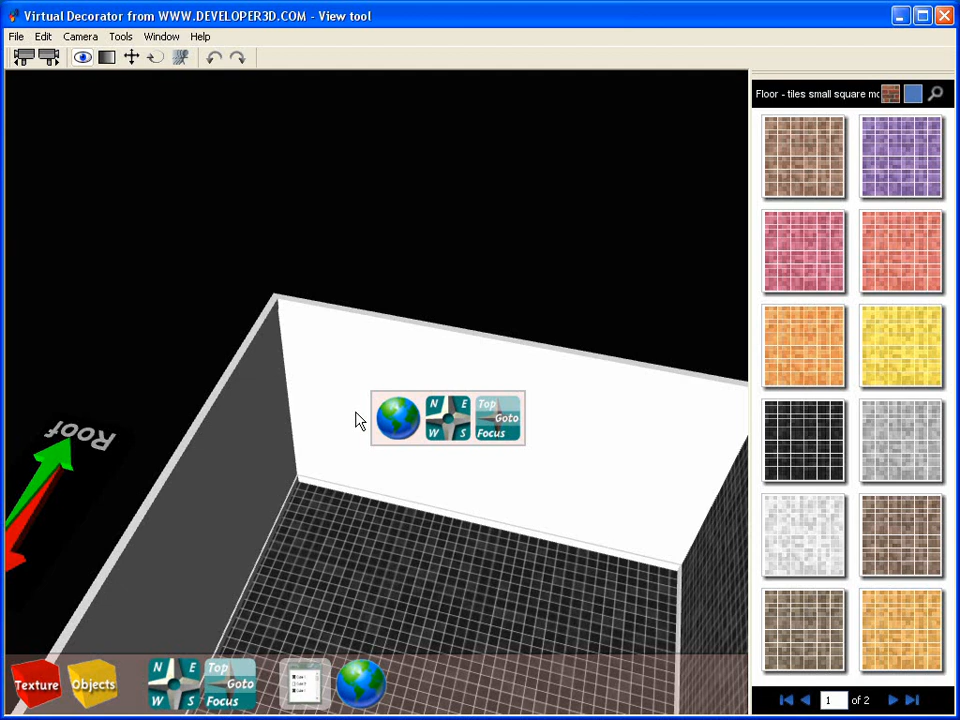 Virtual Decorator from WWW.DEVELOPER3D.COM - View tool
File Edit Camera Tools Window Help
Floor - tiles small square mo
N E Top
Goto
W S Focus
Roof
Texture Objects N E Top
Goto
W S Focus
1 of 2